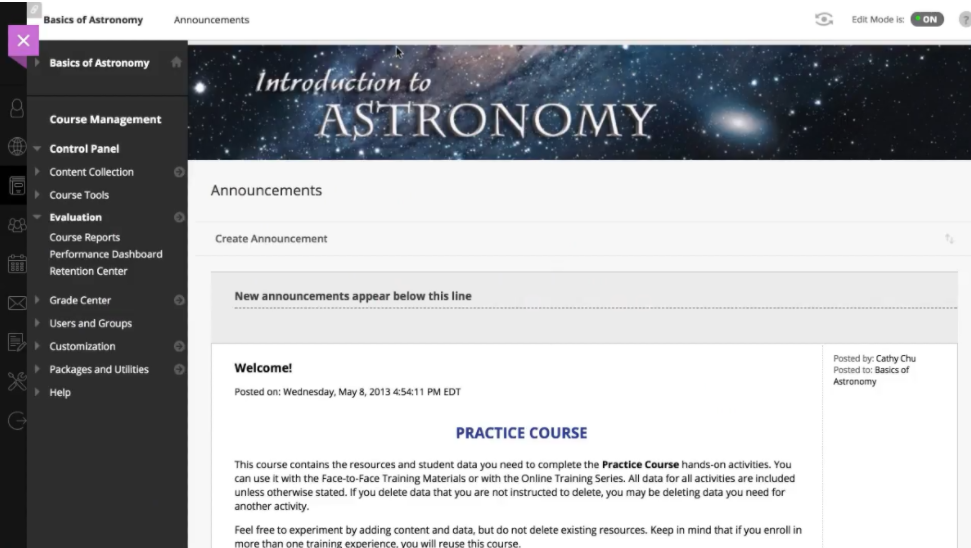 Basics of Astronomy
Announcements
Edit Mode is:
ON
?
Basics of Astronomy
Course Management
Control Panel
Content Collection
Course Tools
Evaluation
Course Reports
Performance Dashboard
Retention Center
Grade Center
Users and Groups
Customization
Packages and Utilities
Help
Introduction to
ASTRONOMY
Announcements
Create Announcement
New announcements appear below this line
Welcome!
Posted on: Wednesday, May 8, 2013 4:54:11 PM EDT
Posted by: Cathy Chu
Posted to: Basics of
Astronomy
PRACTICE COURSE
This course contains the resources and student data you need to complete the Practice Course hands-on activities. You
can use it with the Face-to-Face Training Materials or with the Online Training Series. All data for all activities are included
unless otherwise stated. If you delete data that you are not instructed to delete, you may be deleting data you need for
another activity.
Feel free to experiment by adding content and data, but do not delete existing resources. Keep in mind that if you enroll in
more than one training experience, you will reuse this course.